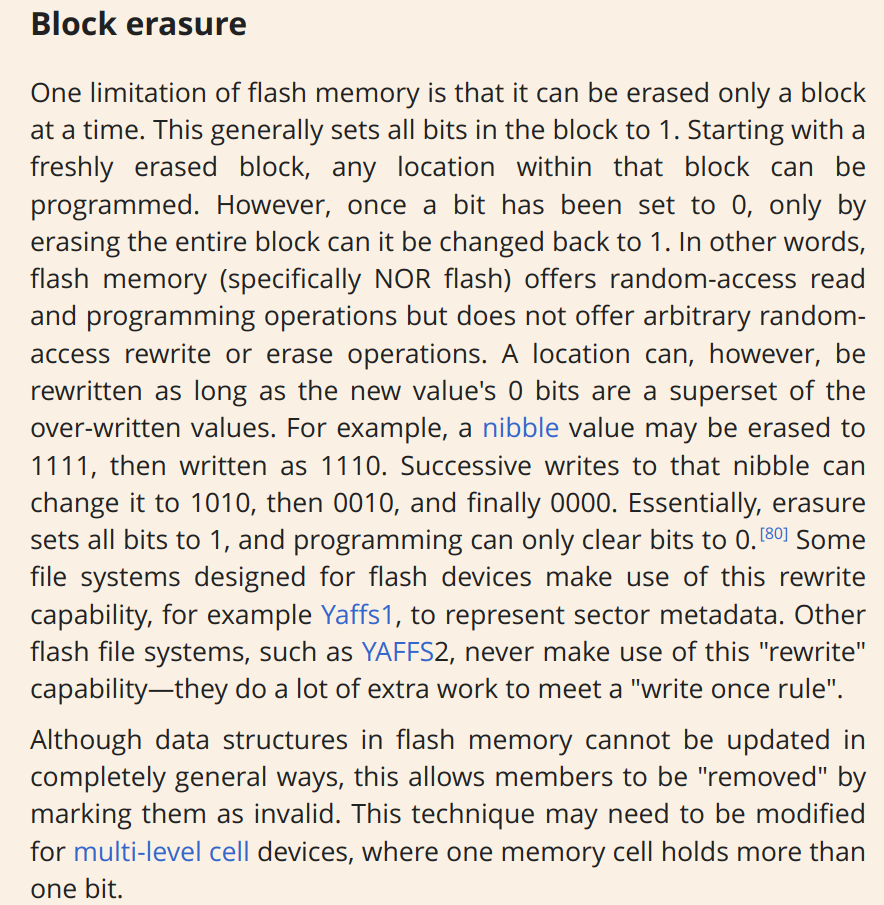 Block erasure
One limitation of flash memory is that it can be erased only a block
at a time. This generally sets all bits in the block to 1. Starting with a
freshly erased block, any location within that block can be
programmed. However, once a bit has been set to 0, only by
erasing the entire block can it be changed back to 1. In other words,
flash memory (specifically NOR flash) offers random-access read
and programming operations but does not offer arbitrary random-
access rewrite or erase operations. A location can, however, be
rewritten as long as the new value's 0 bits are a superset of the
over-written values. For example, a nibble value may be erased to
1111, then written as 1110. Successive writes to that nibble can
change it to 1010, then 0010, and finally 0000. Essentially, erasure
sets all bits to 1, and programming can only clear bits to 0.[80] Some
file systems designed for flash devices make use of this rewrite
capability, for example Yaffs1, to represent sector metadata. Other
flash file systems, such as YAFFS2, never make use of this "rewrite"
capability—they do a lot of extra work to meet a "write once rule".
Although data structures in flash memory cannot be updated in
completely general ways, this allows members to be "removed" by
marking them as invalid. This technique may need to be modified
for multi-level cell devices, where one memory cell holds more than
one bit.